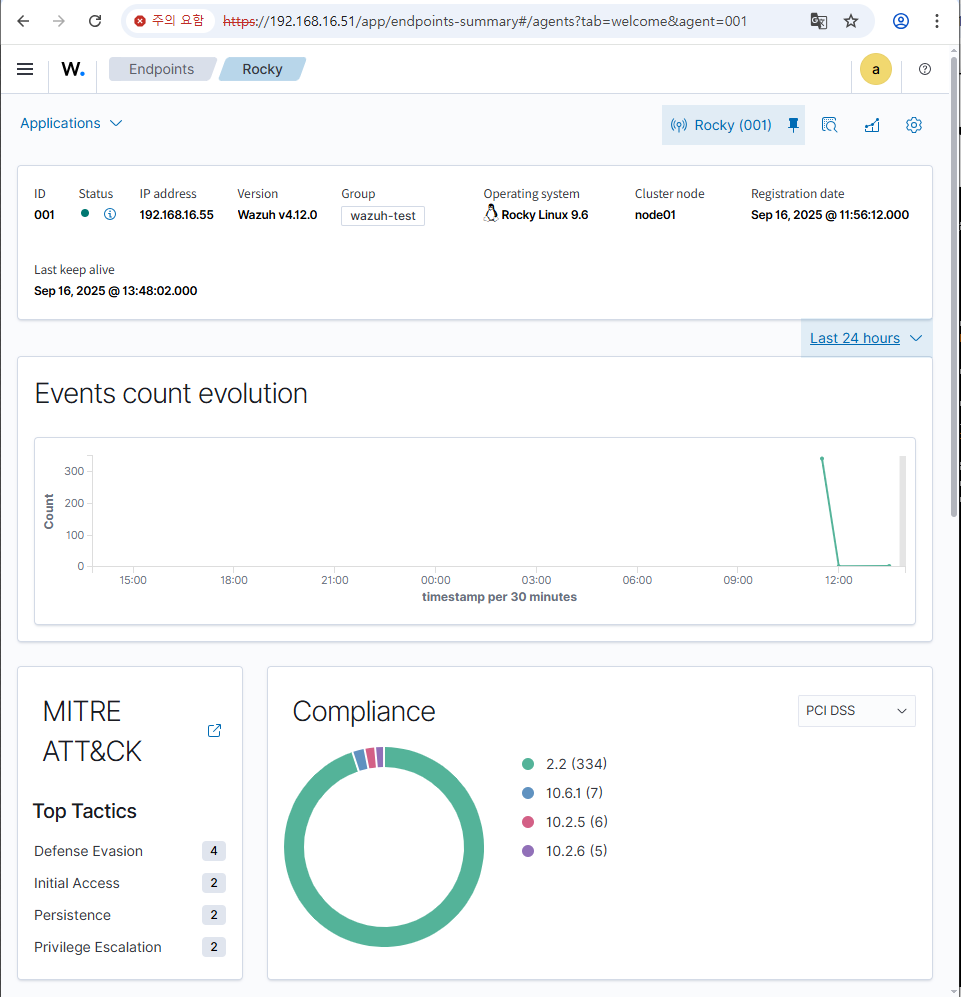 주의 요함 https://192.168.16.51/app/endpoints-summary#/agents?tab=welcome&agent=001
W. Endpoints Rocky a
Applications Rocky (001)
ID Status IP address Version Group Operating system Cluster node Registration date
001 192.168.16.55 Wazuh v4.12.0 wazuh-test Rocky Linux 9.6 node01 Sep 16, 2025 @ 11:56:12.000
Last keep alive
Sep 16, 2025 @ 13:48:02.000
Last 24 hours
Events count evolution
300
200
100
0
Count
15:00 18:00 21:00 00:00 03:00 06:00 09:00 12:00
timestamp per 30 minutes
MITRE
ATT&CK
Top Tactics
Defense Evasion 4
Initial Access 2
Persistence 2
Privilege Escalation 2
Compliance
PCI DSS
2.2 (334)
10.6.1 (7)
10.2.5 (6)
10.2.6 (5)